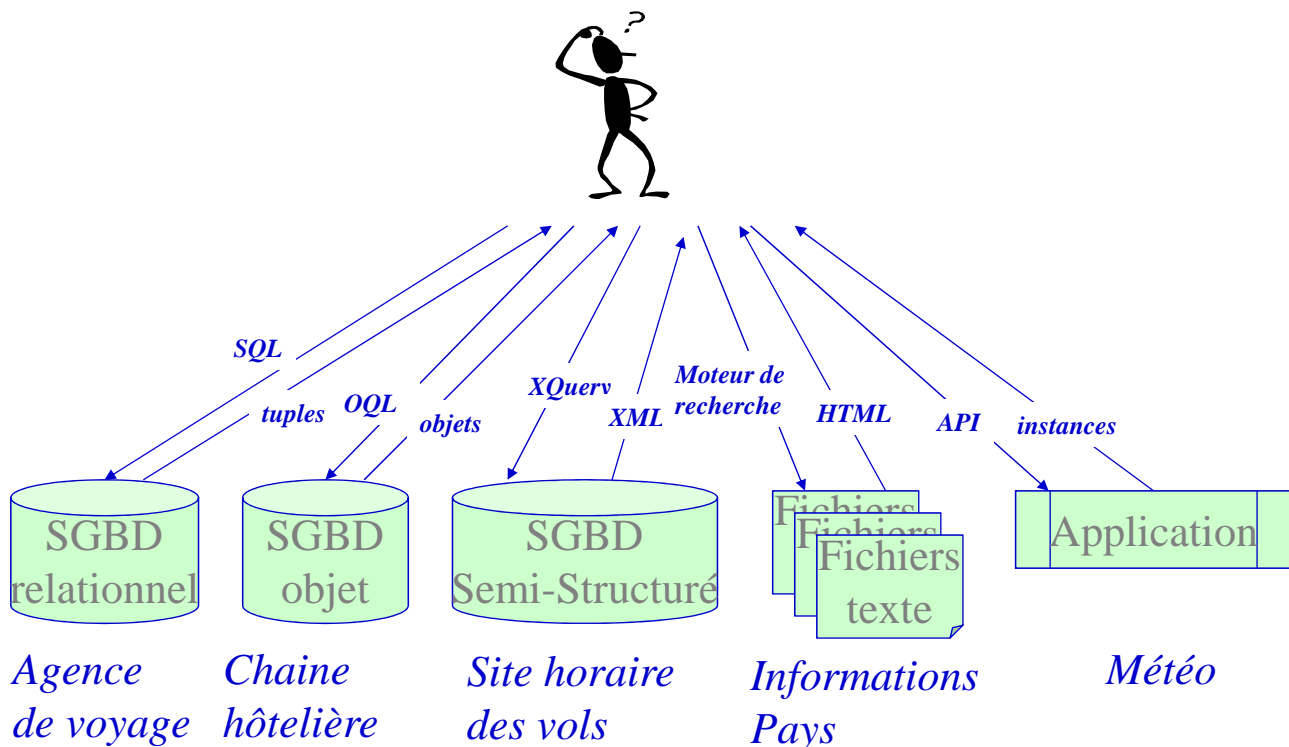 ?
SQL
tuples
OQL
objets
XQuery
XML
Moteur de
recherche
HTML
API
instances
SGBD
relationnel
SGBD
objet
SGBD
Semi-Structuré
Fichiers
Fichiers
Fichiers
texte
Application
Agence
de voyage
Chaine
hôtelière
Site horaire
des vols
Informations
Pays
Météo